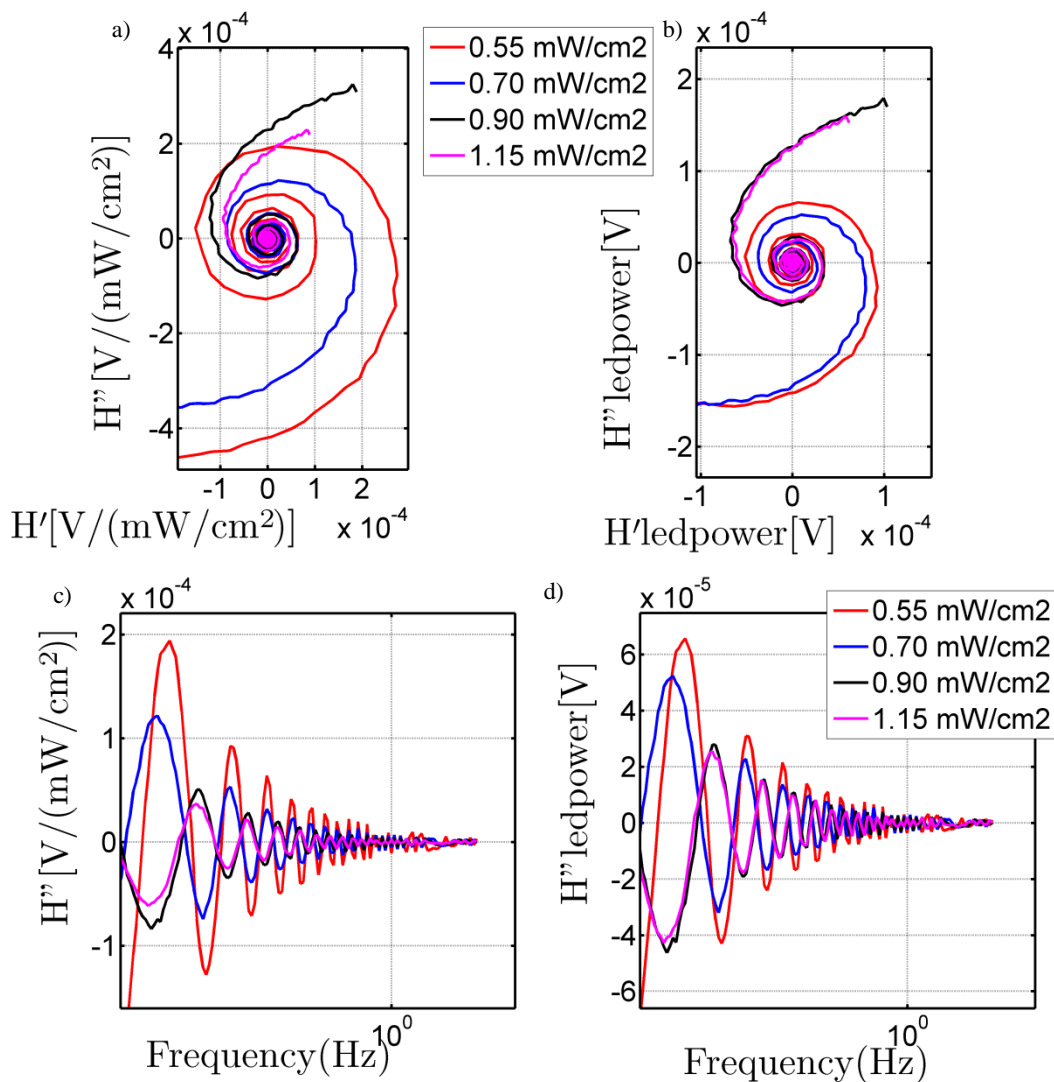 a)
x 10-4
4
2
0
-2
-4
-1 0 1 2
H'' [V/(mW/cm2)]
H'[V/(mW/cm2)]
x 10-4
0.55 mW/cm2
0.70 mW/cm2
0.90 mW/cm2
1.15 mW/cm2
b)
x 10-4
2
1
0
-1
-2
-1 0 1
H'' ledpower[V]
H'ledpower[V]
x 10-4
c)
x 10-4
2
1
0
-1
H'' [V/(mW/cm2)]
100
Frequency(Hz)
d)
x 10-5
6
4
2
0
-2
-4
-6
H'' ledpower[V]
100
Frequency(Hz)
0.55 mW/cm2
0.70 mW/cm2
0.90 mW/cm2
1.15 mW/cm2